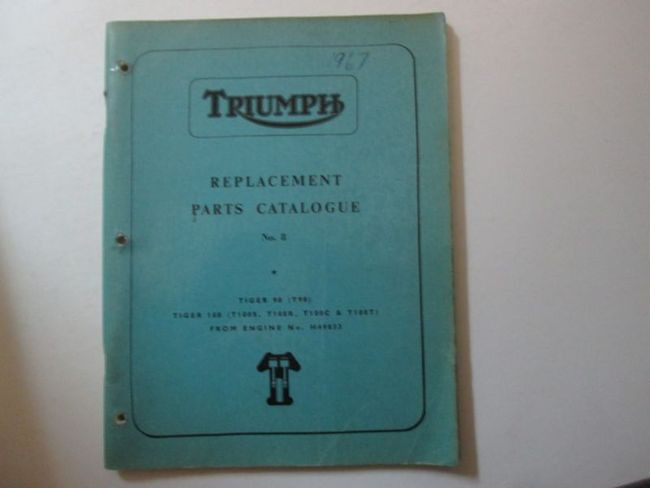 967
TRIUMPH
REPLACEMENT
PARTS CATALOGUE
No. 8
TIGER 90 (T90)
TIGER 100 (T100S, T100R, T100C & T100T)
FROM ENGINE No.